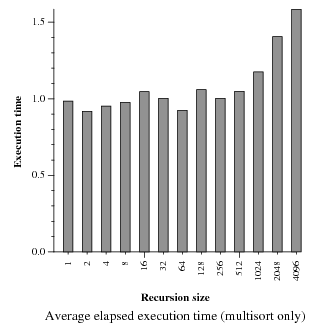 1.5
1.0
0.5
0.0
Execution time
1 2 4 8 16 32 64 128 256 512 1024 2048 4096
Recursion size
Average elapsed execution time (multisort only)